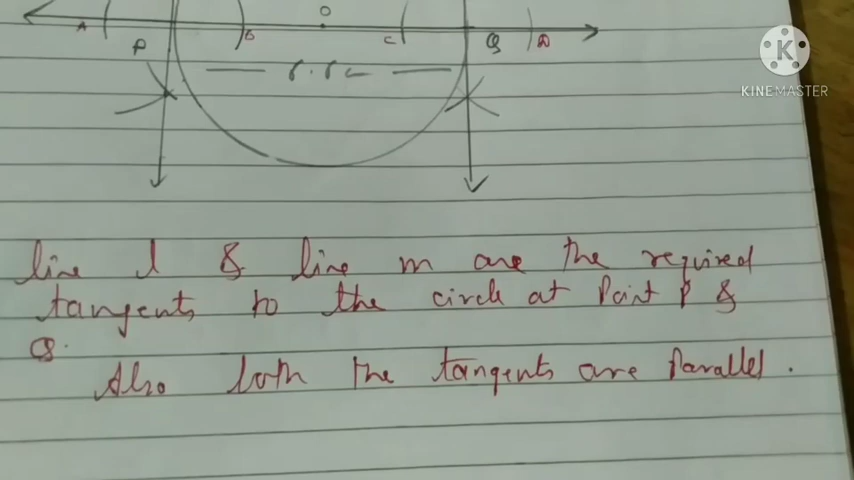 A P B O C Q D
K
KINEMASTER
line l & line m are the required
tangents to the circle at Point P &
Q.
Also both the tangents are Parallel.